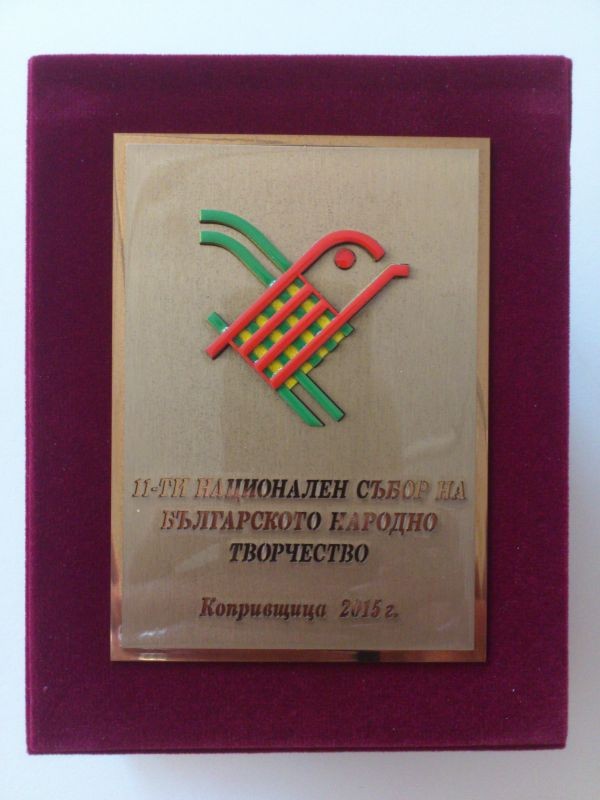 11-ТИ НАЦИОНАЛЕН СЪБОР НА
БЪЛГАРСКОТО НАРОДНО
ТВОРЧЕСТВО
Копривщица 2015 г.